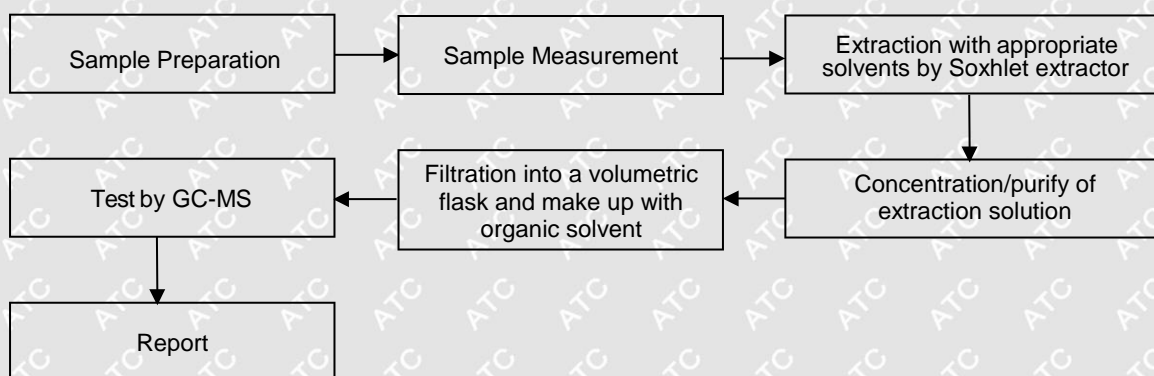 Sample Preparation
Sample Measurement
Extraction with appropriate
solvents by Soxhlet extractor
Concentration/purify of
extraction solution
Filtration into a volumetric
flask and make up with
organic solvent
Test by GC-MS
Report
ATC